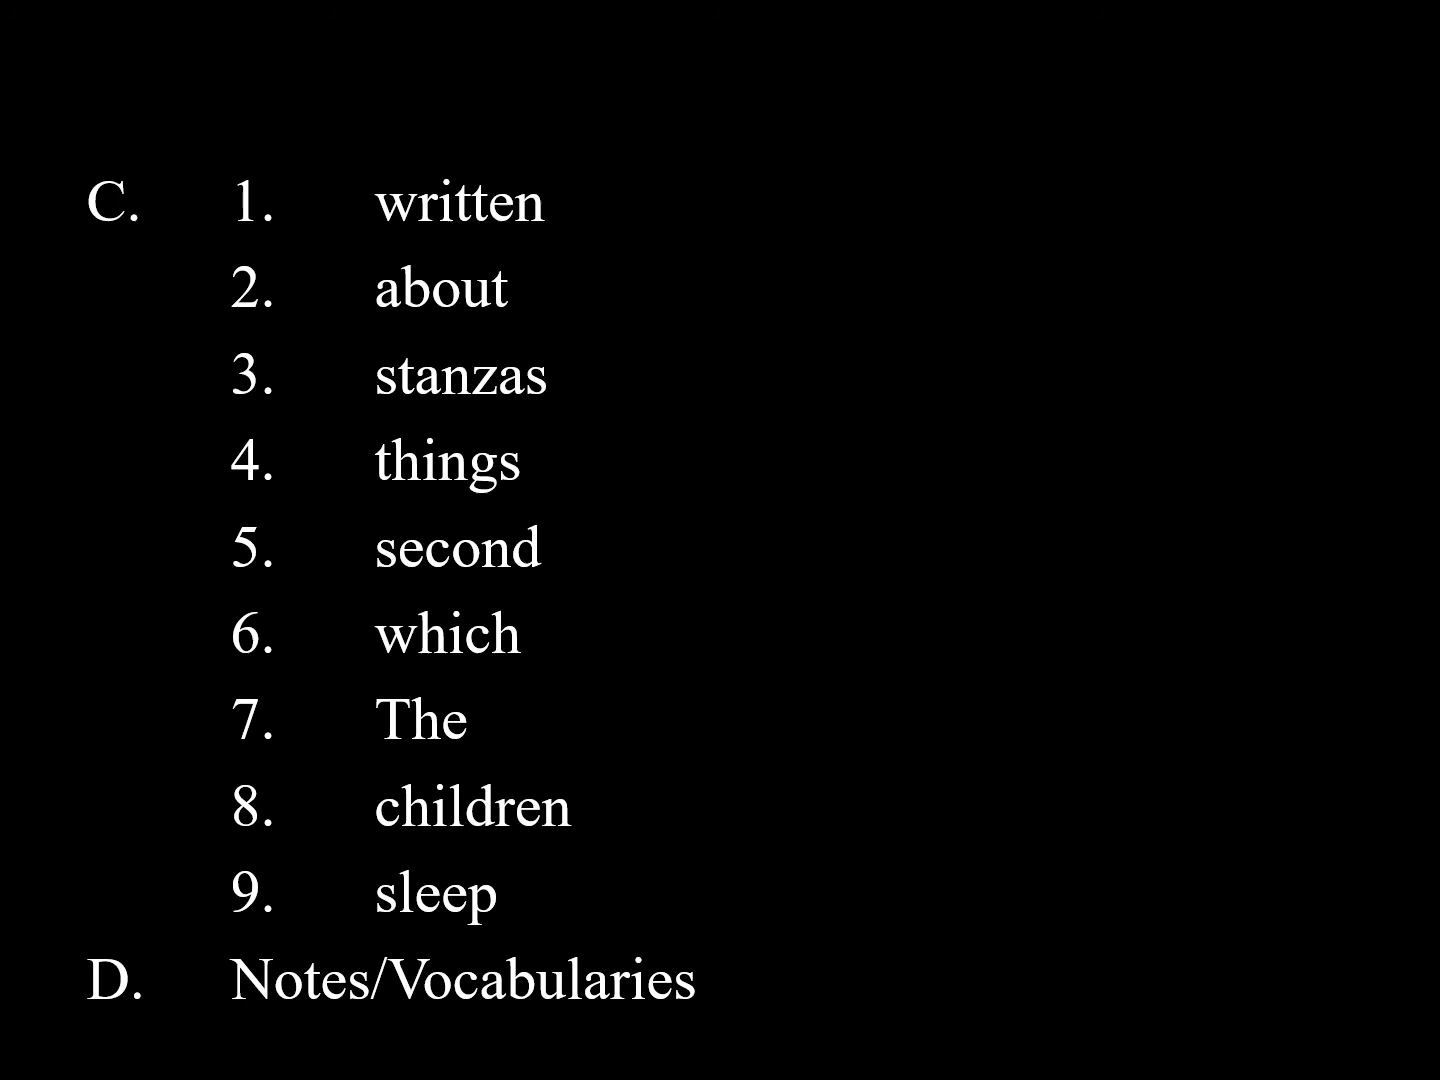 C. 1. written
2. about
3. stanzas
4. things
5. second
6. which
7. The
8. children
9. sleep
D. Notes/Vocabularies